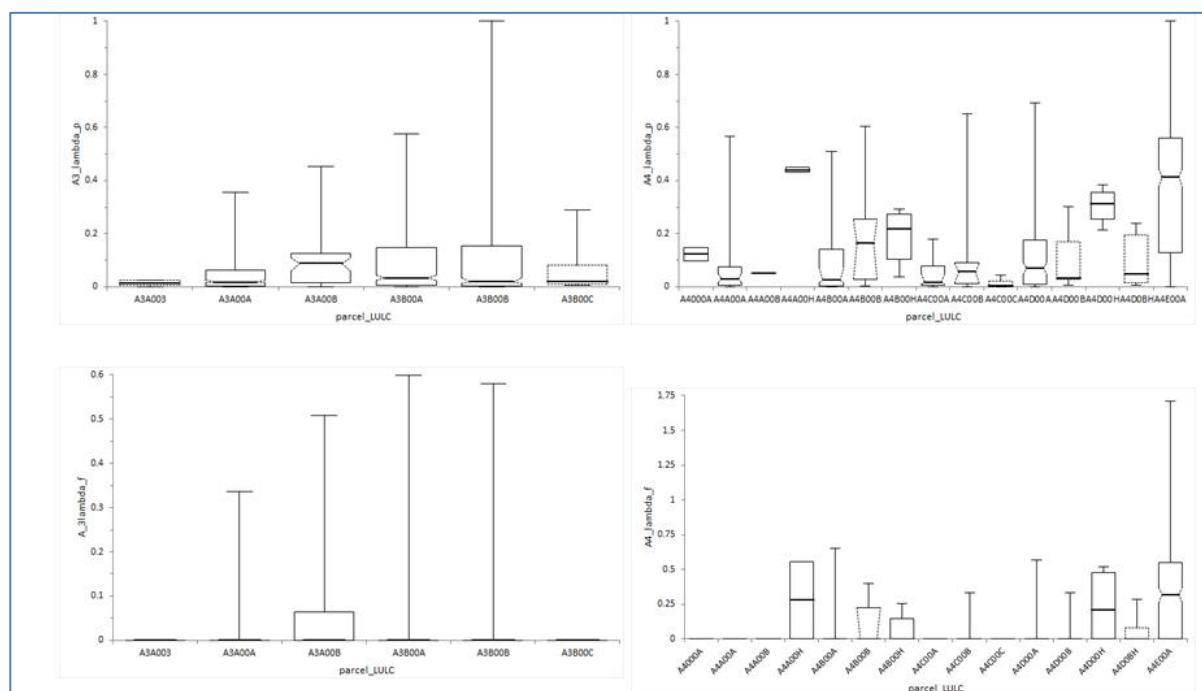 1
0.8
0.6
0.4
0.2
0
A3_lambda_p
A3A003 A3A00A A3A00B A3B00A A3B00B A3B00C
parcel_LULC
1
0.8
0.6
0.4
0.2
0
A4_lambda_p
A4000A A4A00A A4A00B A4A00H A4B00A A4B00B A4B00H A4C00A A4C00B A4C00C A4D00A A4D00B A4D00H A4D0BH A4E00A
parcel_LULC
0.6
0.5
0.4
0.3
0.2
0.1
0
A_3lambda_f
A3A003 A3A00A A3A00B A3B00A A3B00B A3B00C
parcel_LULC
1.75
1.5
1.25
1
0.75
0.5
0.25
0
A4_lambda_f
A4000A A4A00A A4A00B A4A00H A4B00A A4B00B A4B00H A4C00A A4C00B A4C00C A4D00A A4D00B A4D00H A4D0BH A4E00A
parcel_LULC